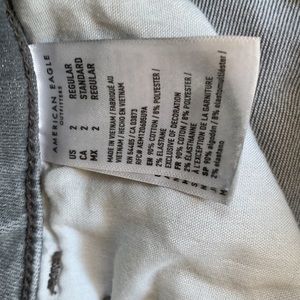 AMERICAN EAGLE
OUTFITTERS
US 2 REGULAR
CA 2 STANDARD
MX 2 REGULAR
MADE IN VIETNAM / FABRIQUÉ AU
VIETNAM / HECHO EN VIETNAM
RN 54485 / CA 03873
EN 90% COTTON / 8% POLYESTER
/ 2% ELASTANE
EXCLUSIVE OF DECORATION
FR 90% COTON / 8% POLYESTER
/ 2% ÉLASTHANNE
À L'EXCEPTION DE LA GARNITURE
SP 90% algodón / 8% poliéster
/ 2% elastano